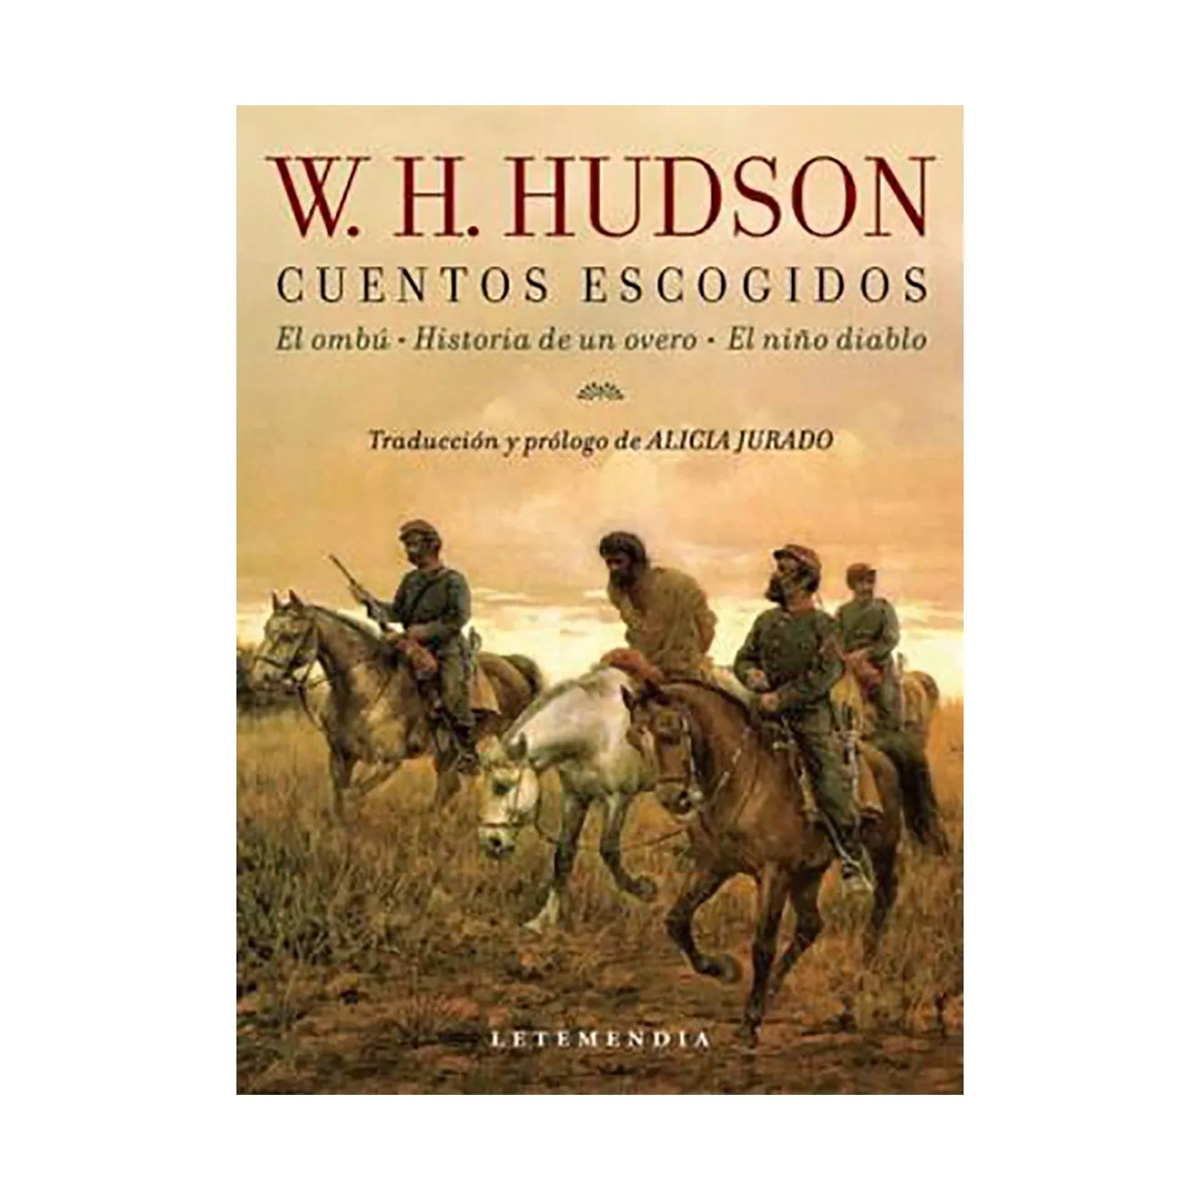 W. H. HUDSON
CUENTOS ESCOGIDOS
El ombú • Historia de un overo • El niño diablo
Traducción y prólogo de ALICIA JURADO
LETEMENDIA